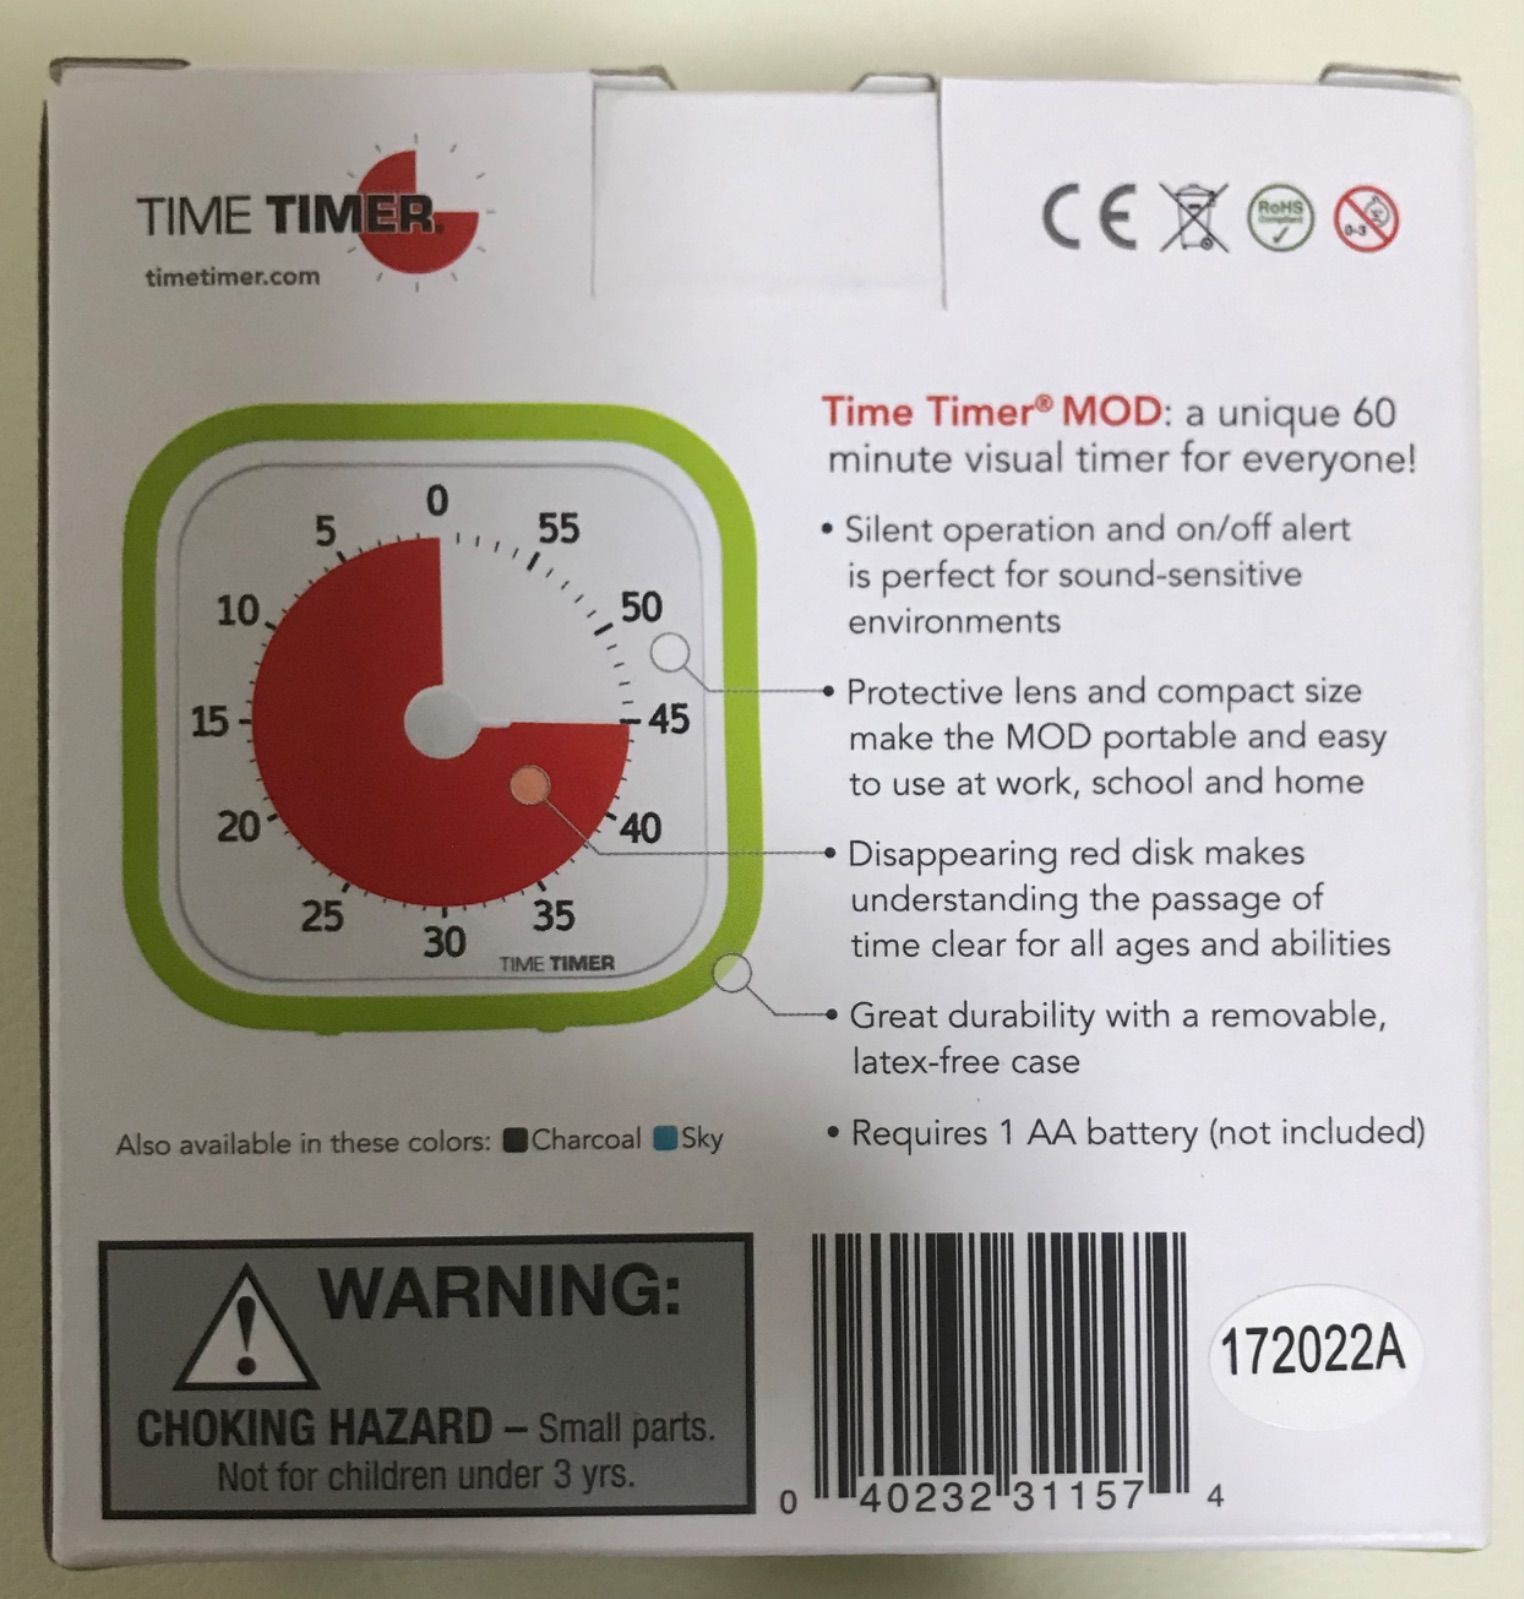 TIME TIMER®
timetimer.com
CE
RoHS
Compliant
0-3
Time Timer® MOD: a unique 60
minute visual timer for everyone!
• Silent operation and on/off alert
is perfect for sound-sensitive
environments
• Protective lens and compact size
make the MOD portable and easy
to use at work, school and home
• Disappearing red disk makes
understanding the passage of
time clear for all ages and abilities
• Great durability with a removable,
latex-free case
• Requires 1 AA battery (not included)
0
5
55
10
50
15
45
20
40
25
35
30
TIME TIMER
Also available in these colors: Charcoal Sky
WARNING:
CHOKING HAZARD – Small parts.
Not for children under 3 yrs.
0 40232 31157 4
172022A